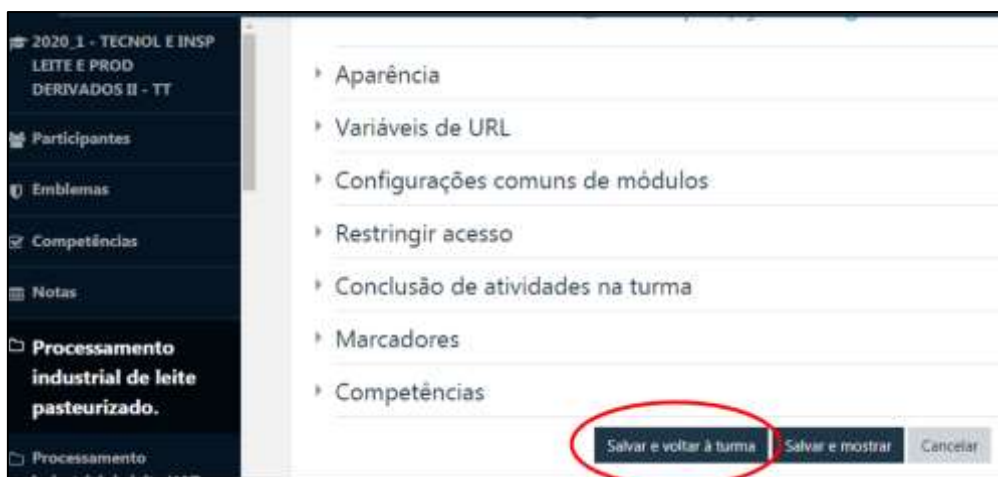 2020_1 - TECNOL E INSP
LEITE E PROD
DERIVADOS II - TT
Participantes
Emblemas
Competências
Notas
Processamento
industrial de leite
pasteurizado.
Processamento
Aparência
Variáveis de URL
Configurações comuns de módulos
Restringir acesso
Conclusão de atividades na turma
Marcadores
Competências
Salvar e voltar à turma
Salvar e mostrar
Cancelar